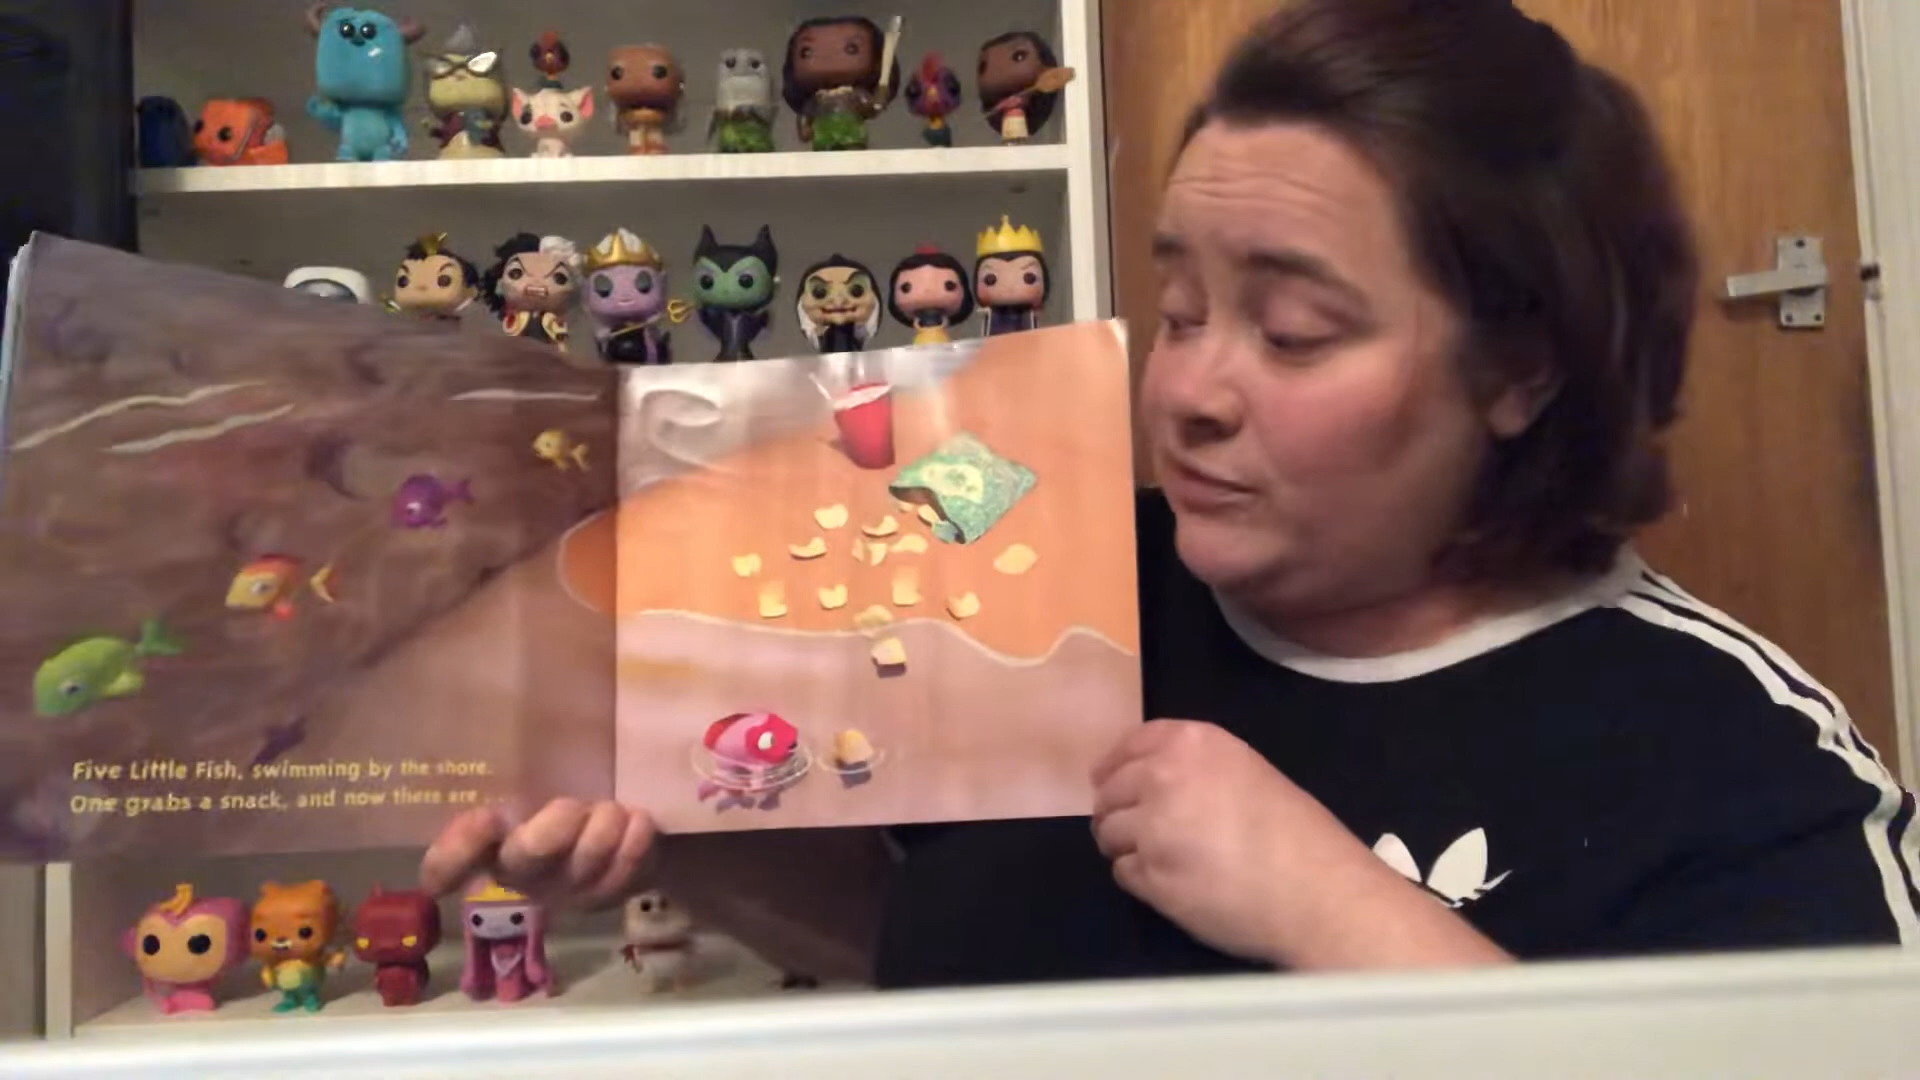 Five Little Fish, swimming by the shore.
One grabs a snack, and now there are . . .